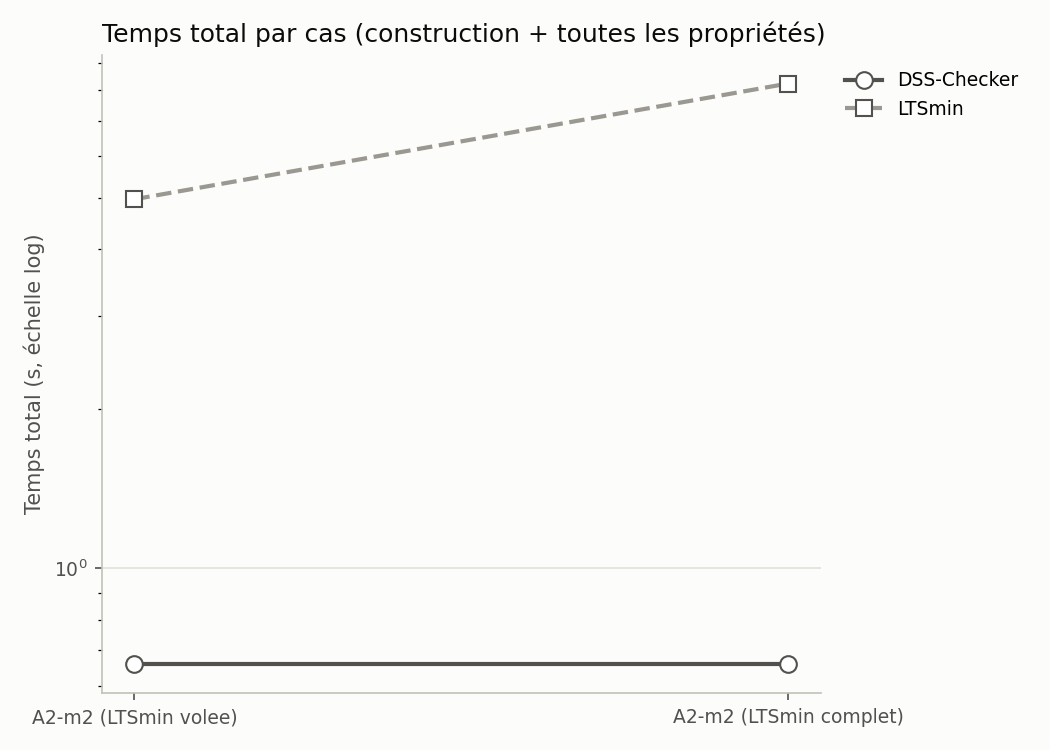 Temps total par cas (construction + toutes les propriétés)
DSS-Checker
LTSmin
Temps total (s, échelle log)
10⁰
A2-m2 (LTSmin volee)
A2-m2 (LTSmin complet)